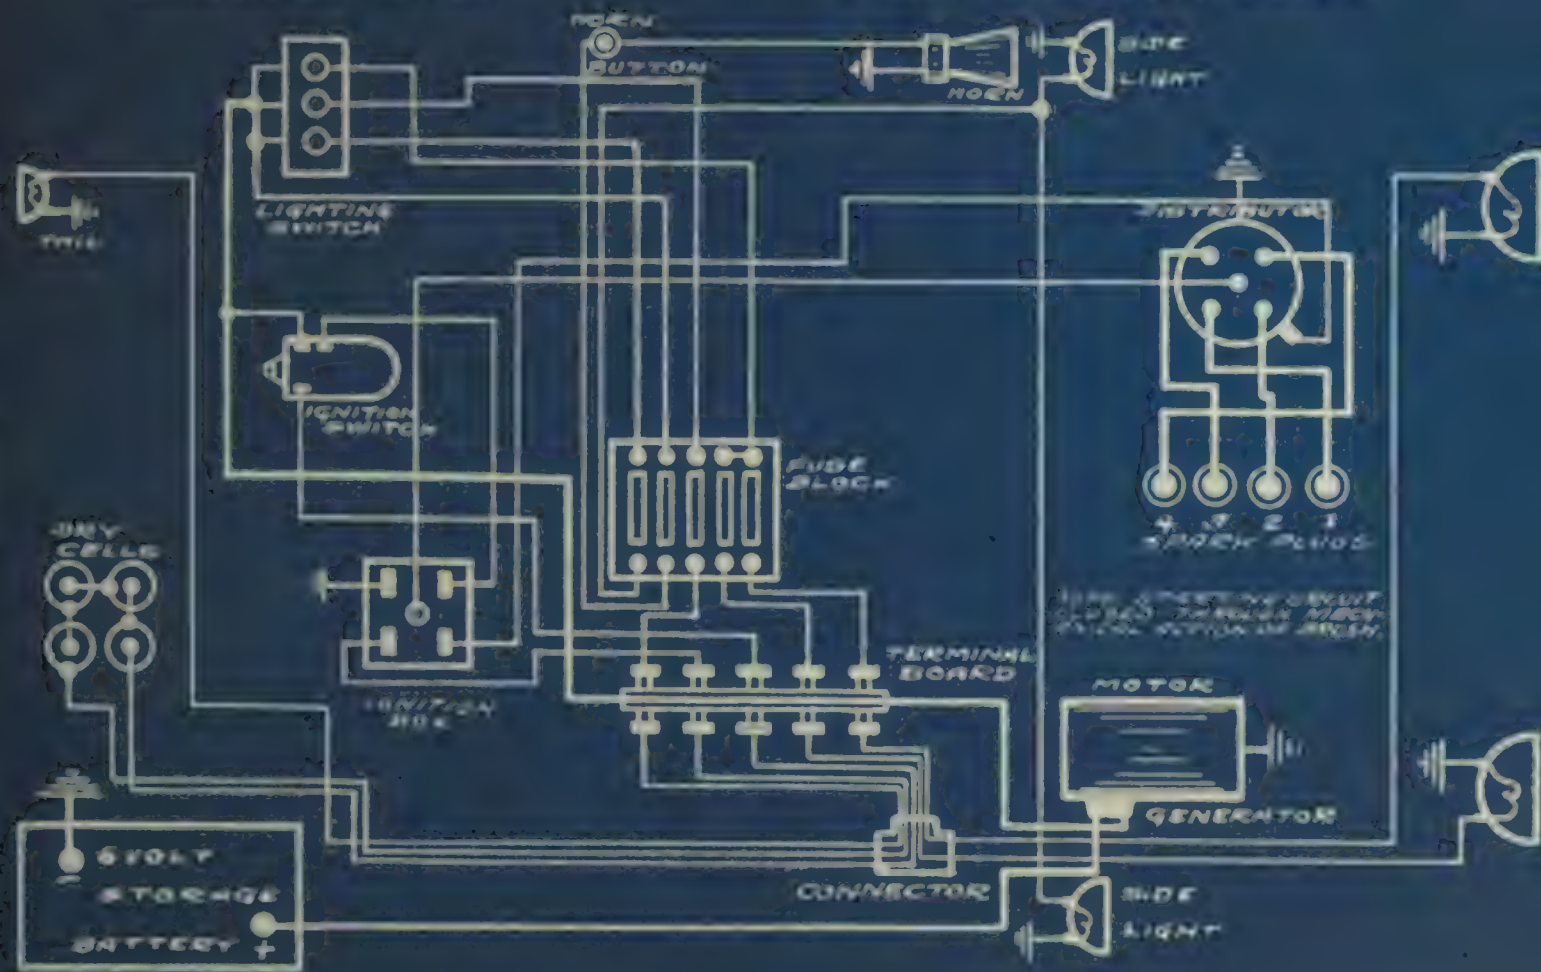 HORN
BUTTON
HORN
SIDE
LIGHT
LIGHTING
SWITCH
TAIL
DISTRIBUTOR
IGNITION
SWITCH
FUSE
BLOCK
DRY
CELLS
4 3 2 1
SPARK PLUGS
TERMINAL
BOARD
IGNITION
BOX
MOTOR
GENERATOR
6 VOLT
-
STORAGE
BATTERY +
CONNECTOR
SIDE
LIGHT